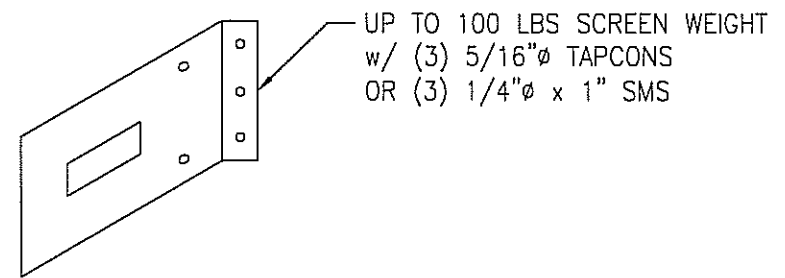 UP TO 100 LBS SCREEN WEIGHT
w/ (3) 5/16"ø TAPCONS
OR (3) 1/4"ø x 1" SMS